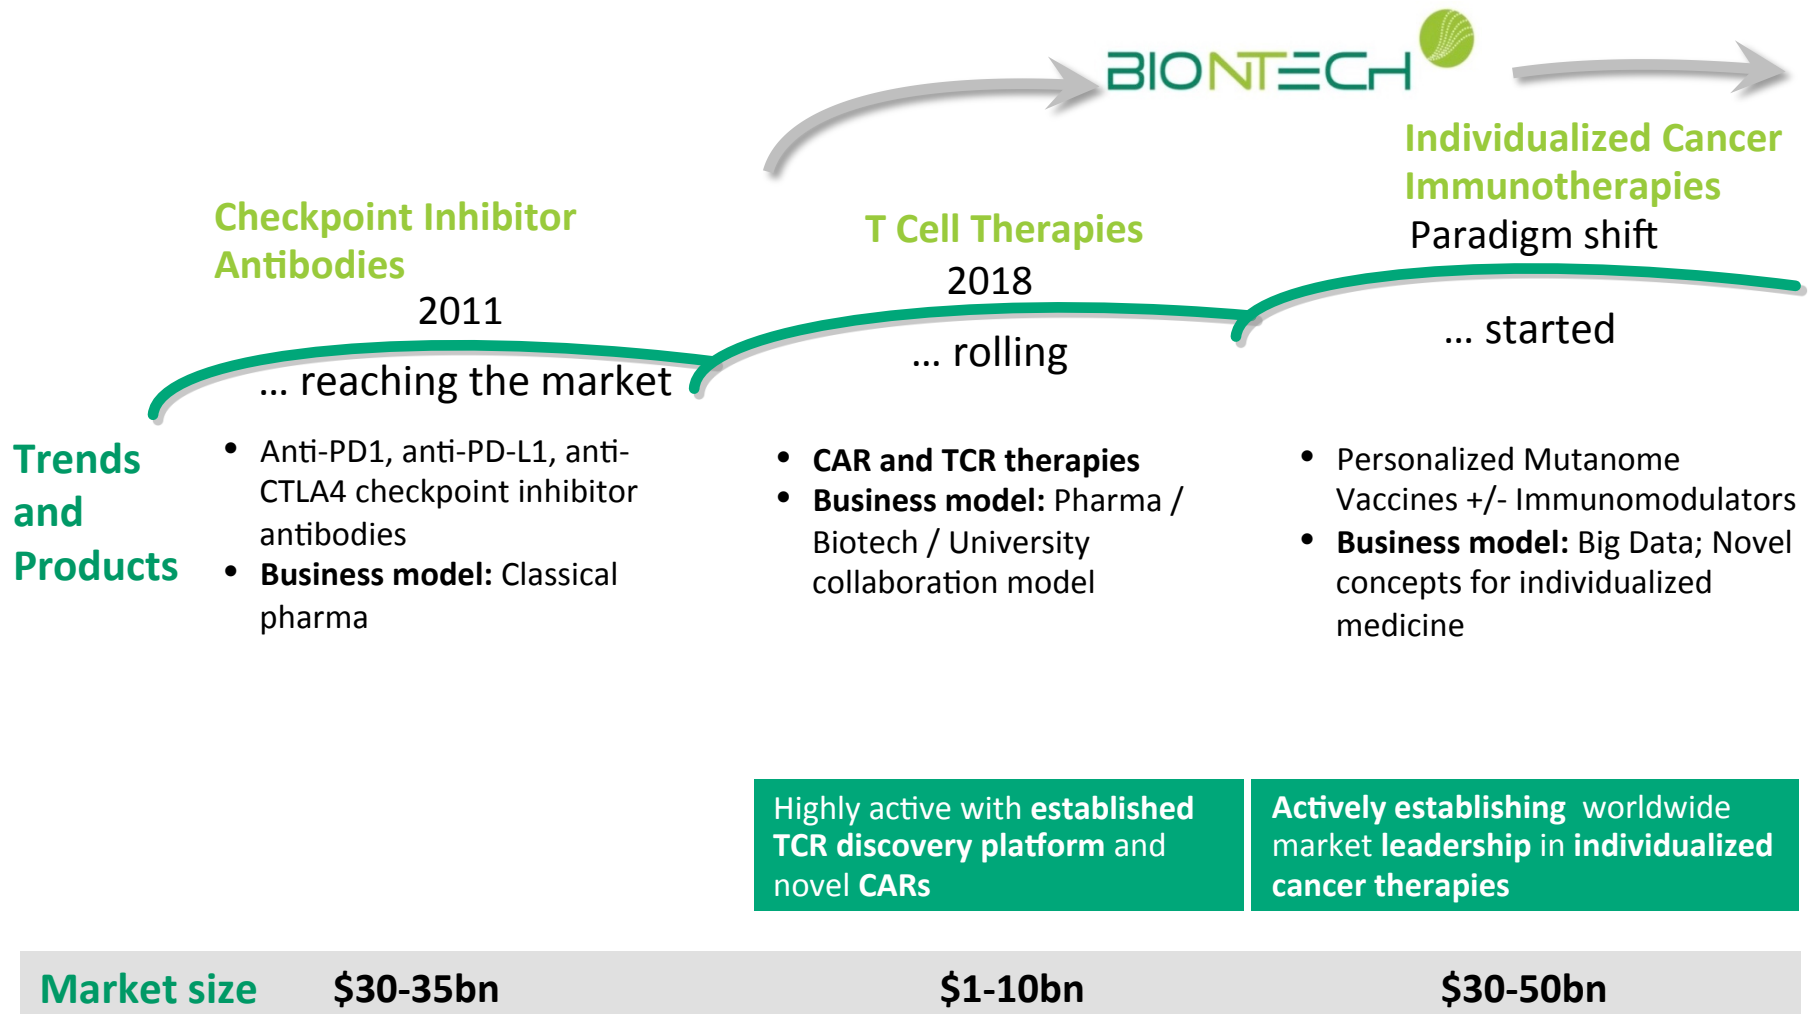 BIONTECH
Individualized Cancer
Immunotherapies
Paradigm shift
Checkpoint Inhibitor
Antibodies
2011
T Cell Therapies
2018
… reaching the market
… rolling
… started
Trends
and
Products
• Anti-PD1, anti-PD-L1, anti-
CTLA4 checkpoint inhibitor
antibodies
• Business model: Classical
pharma
• CAR and TCR therapies
• Business model: Pharma /
Biotech / University
collaboration model
• Personalized Mutanome
Vaccines +/- Immunomodulators
• Business model: Big Data; Novel
concepts for individualized
medicine
Highly active with established
TCR discovery platform and
novel CARs
Actively establishing worldwide
market leadership in individualized
cancer therapies
Market size $30-35bn $1-10bn $30-50bn